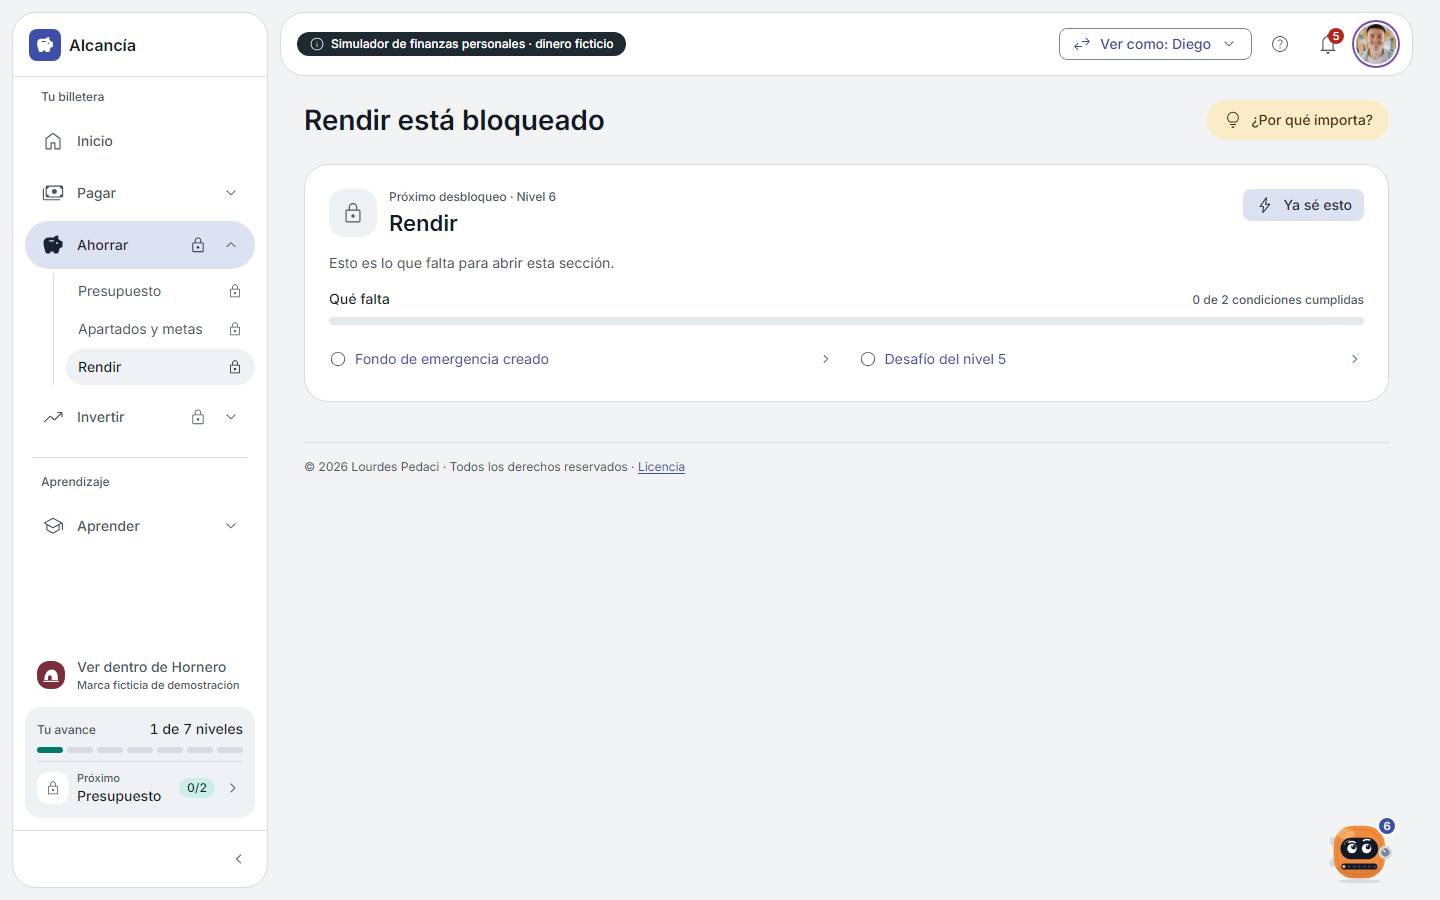 Alcancía
Tu billetera
Inicio
Pagar
Ahorrar
Presupuesto
Apartados y metas
Rendir
Invertir
Aprendizaje
Aprender
Ver dentro de Hornero
Marca ficticia de demostración
Tu avance 1 de 7 niveles
Próximo
Presupuesto 0/2
Simulador de finanzas personales · dinero ficticio
Ver como: Diego
5
Rendir está bloqueado
¿Por qué importa?
Próximo desbloqueo · Nivel 6
Rendir
Ya sé esto
Esto es lo que falta para abrir esta sección.
Qué falta
0 de 2 condiciones cumplidas
Fondo de emergencia creado
Desafío del nivel 5
© 2026 Lourdes Pedaci · Todos los derechos reservados · Licencia
6